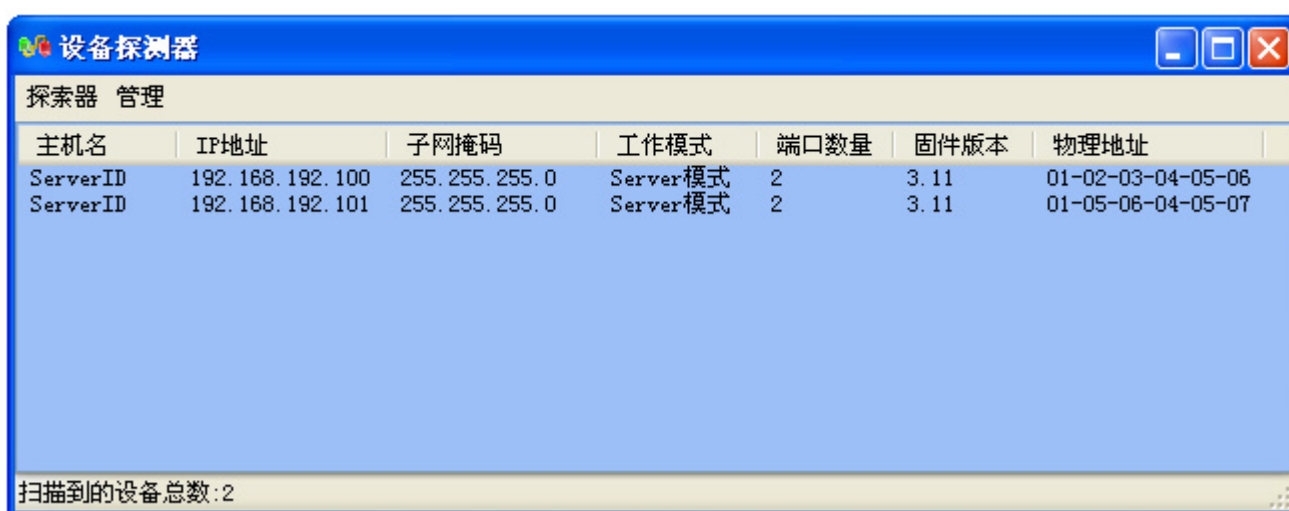 设备探测器
探索器 管理
主机名 IP地址 子网掩码 工作模式 端口数量 固件版本 物理地址
ServerID 192.168.192.100 255.255.255.0 Server模式 2 3.11 01-02-03-04-05-06
ServerID 192.168.192.101 255.255.255.0 Server模式 2 3.11 01-05-06-04-05-07
扫描到的设备总数:2